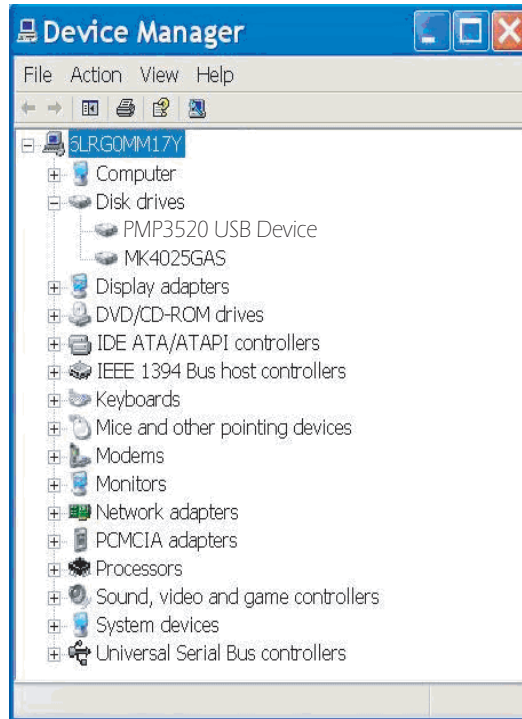 Device Manager
File Action View Help
6LRG0MM17Y
Computer
Disk drives
PMP3520 USB Device
MK4025GAS
Display adapters
DVD/CD-ROM drives
IDE ATA/ATAPI controllers
IEEE 1394 Bus host controllers
Keyboards
Mice and other pointing devices
Modems
Monitors
Network adapters
PCMCIA adapters
Processors
Sound, video and game controllers
System devices
Universal Serial Bus controllers